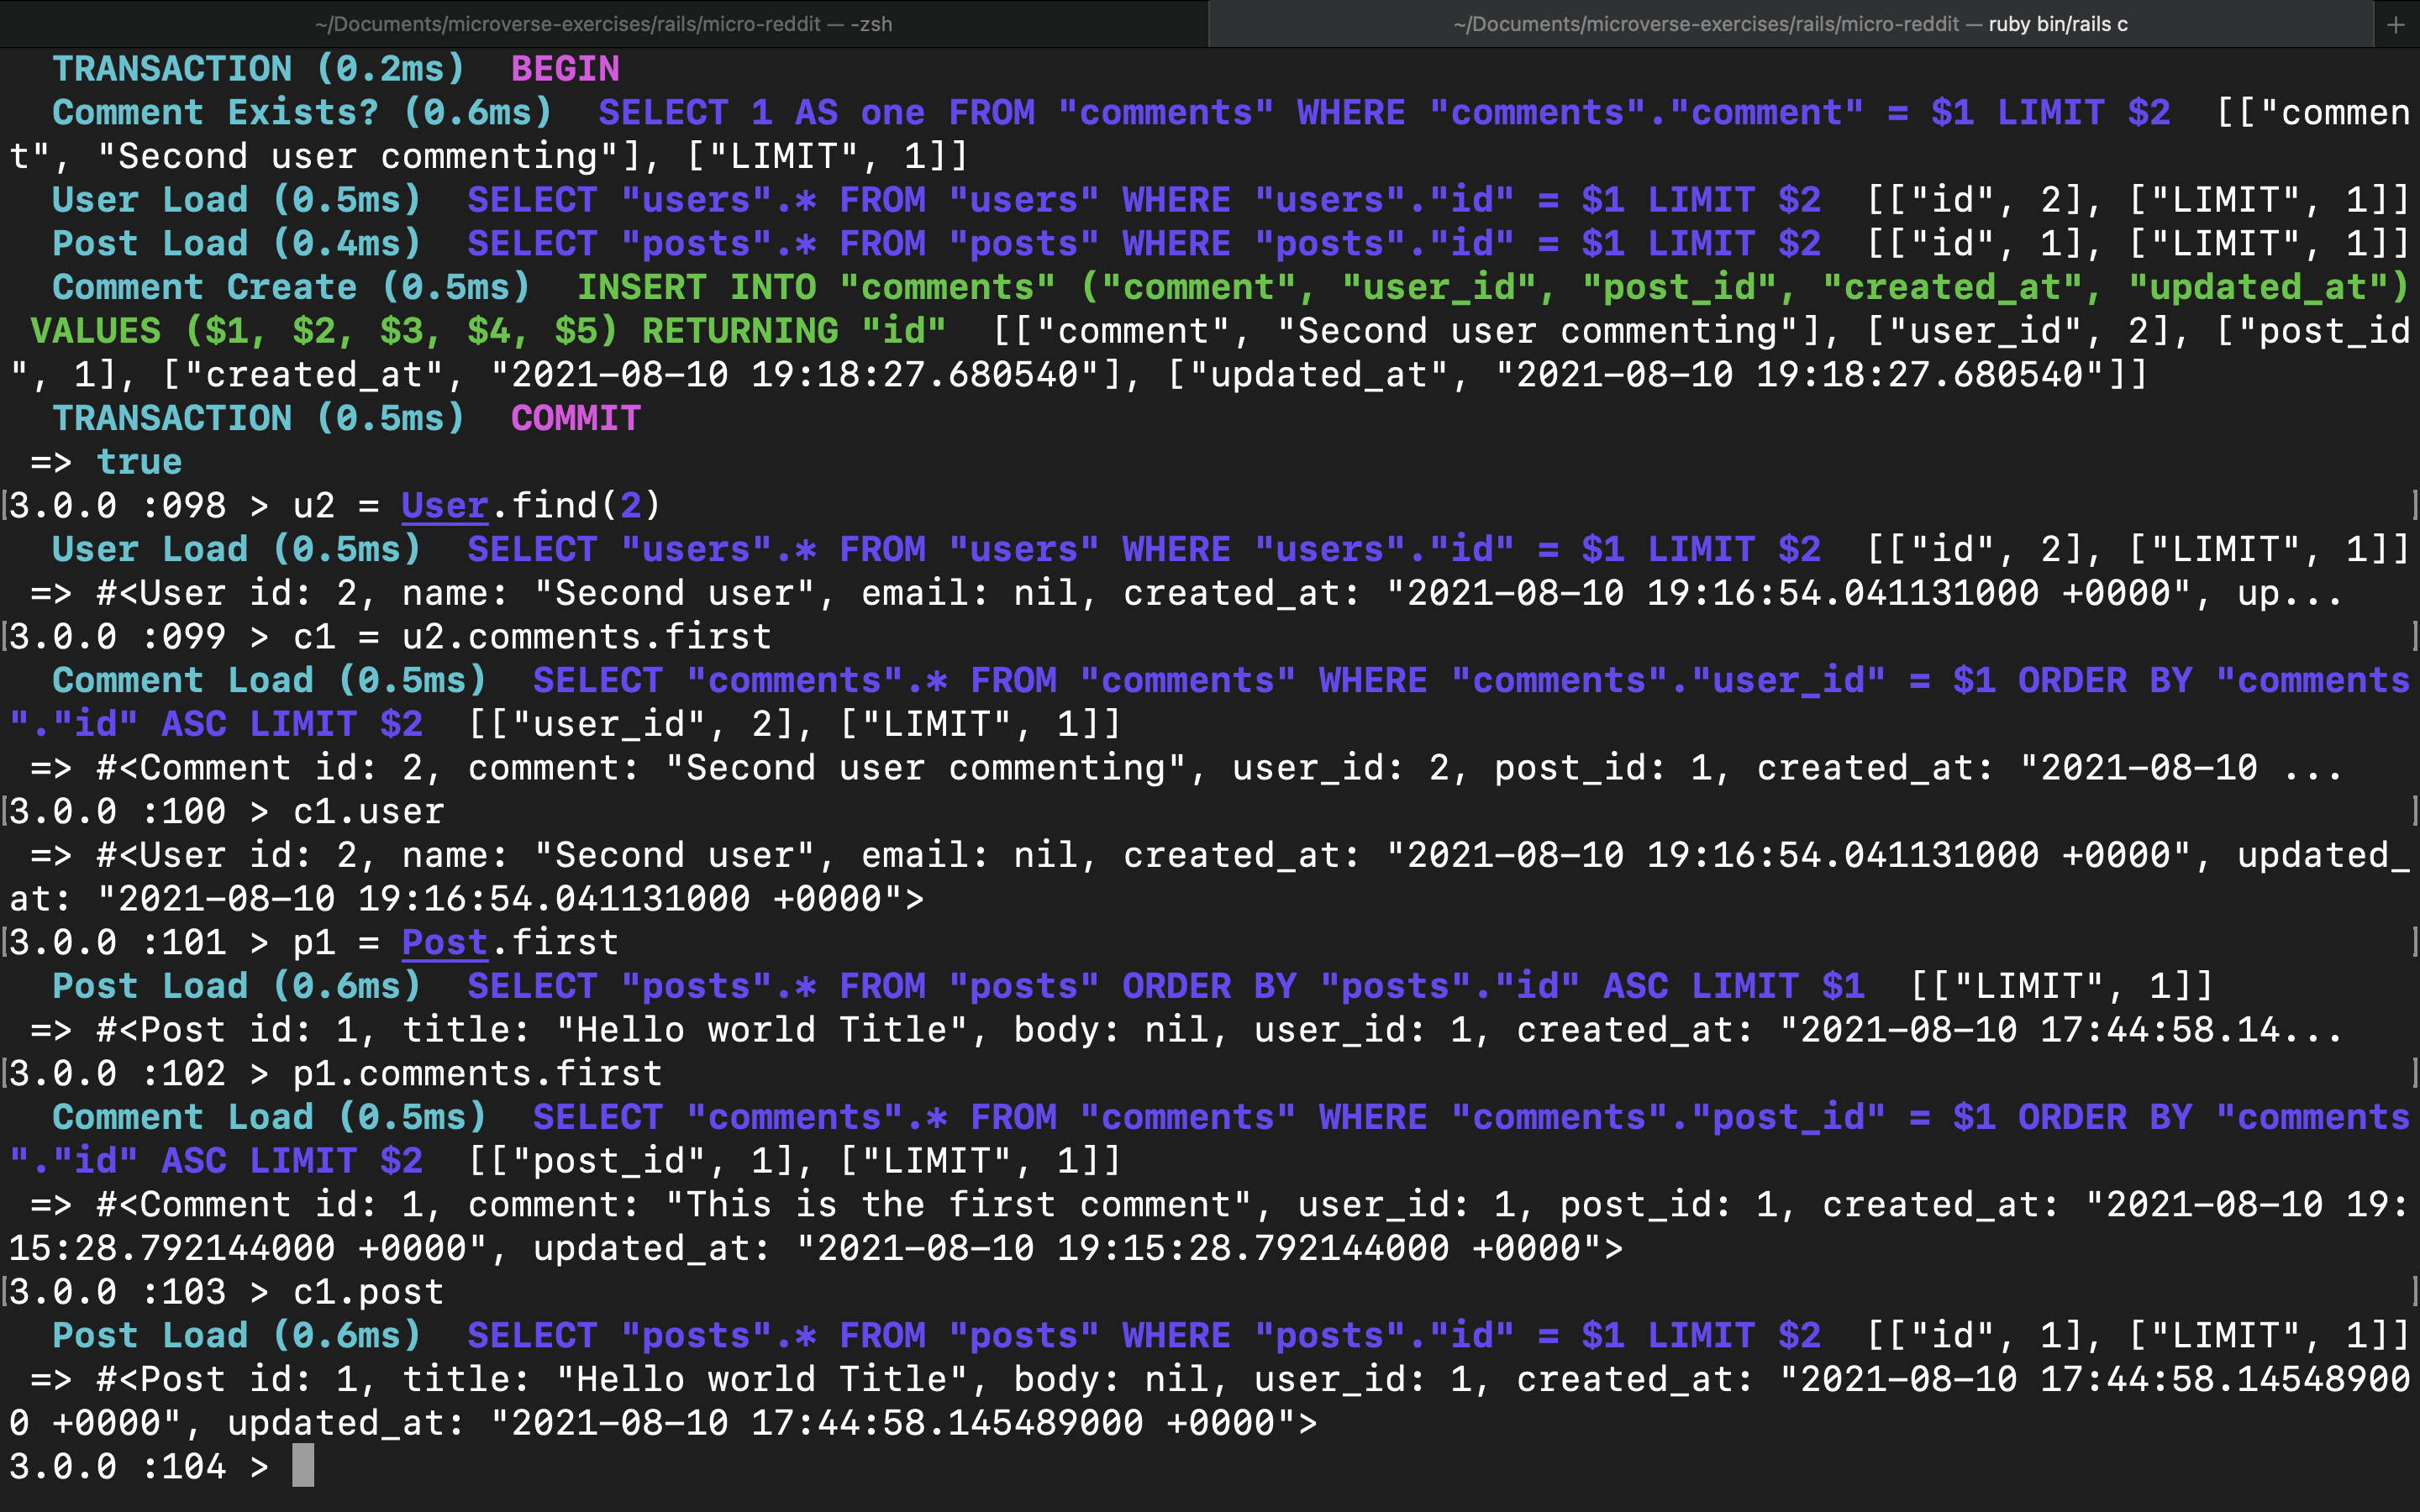 ~/Documents/microverse-exercises/rails/micro-reddit — -zsh
~/Documents/microverse-exercises/rails/micro-reddit — ruby bin/rails c
+
TRANSACTION (0.2ms)  BEGIN
Comment Exists? (0.6ms)  SELECT 1 AS one FROM "comments" WHERE "comments"."comment" = $1 LIMIT $2  [["commen
t", "Second user commenting"], ["LIMIT", 1]]
User Load (0.5ms)  SELECT "users".* FROM "users" WHERE "users"."id" = $1 LIMIT $2  [["id", 2], ["LIMIT", 1]]
Post Load (0.4ms)  SELECT "posts".* FROM "posts" WHERE "posts"."id" = $1 LIMIT $2  [["id", 1], ["LIMIT", 1]]
Comment Create (0.5ms)  INSERT INTO "comments" ("comment", "user_id", "post_id", "created_at", "updated_at")
VALUES ($1, $2, $3, $4, $5) RETURNING "id"  [["comment", "Second user commenting"], ["user_id", 2], ["post_id
", 1], ["created_at", "2021-08-10 19:18:27.680540"], ["updated_at", "2021-08-10 19:18:27.680540"]]
TRANSACTION (0.5ms)  COMMIT
=> true
[3.0.0 :098 > u2 = User.find(2) ]
User Load (0.5ms)  SELECT "users".* FROM "users" WHERE "users"."id" = $1 LIMIT $2  [["id", 2], ["LIMIT", 1]]
=> #<User id: 2, name: "Second user", email: nil, created_at: "2021-08-10 19:16:54.041131000 +0000", up...
[3.0.0 :099 > c1 = u2.comments.first ]
Comment Load (0.5ms)  SELECT "comments".* FROM "comments" WHERE "comments"."user_id" = $1 ORDER BY "comments
"."id" ASC LIMIT $2  [["user_id", 2], ["LIMIT", 1]]
=> #<Comment id: 2, comment: "Second user commenting", user_id: 2, post_id: 1, created_at: "2021-08-10 ...
[3.0.0 :100 > c1.user ]
=> #<User id: 2, name: "Second user", email: nil, created_at: "2021-08-10 19:16:54.041131000 +0000", updated_
at: "2021-08-10 19:16:54.041131000 +0000">
[3.0.0 :101 > p1 = Post.first ]
Post Load (0.6ms)  SELECT "posts".* FROM "posts" ORDER BY "posts"."id" ASC LIMIT $1  [["LIMIT", 1]]
=> #<Post id: 1, title: "Hello world Title", body: nil, user_id: 1, created_at: "2021-08-10 17:44:58.14...
[3.0.0 :102 > p1.comments.first ]
Comment Load (0.5ms)  SELECT "comments".* FROM "comments" WHERE "comments"."post_id" = $1 ORDER BY "comments
"."id" ASC LIMIT $2  [["post_id", 1], ["LIMIT", 1]]
=> #<Comment id: 1, comment: "This is the first comment", user_id: 1, post_id: 1, created_at: "2021-08-10 19:
15:28.792144000 +0000", updated_at: "2021-08-10 19:15:28.792144000 +0000">
[3.0.0 :103 > c1.post ]
Post Load (0.6ms)  SELECT "posts".* FROM "posts" WHERE "posts"."id" = $1 LIMIT $2  [["id", 1], ["LIMIT", 1]]
=> #<Post id: 1, title: "Hello world Title", body: nil, user_id: 1, created_at: "2021-08-10 17:44:58.14548900
0 +0000", updated_at: "2021-08-10 17:44:58.145489000 +0000">
3.0.0 :104 >